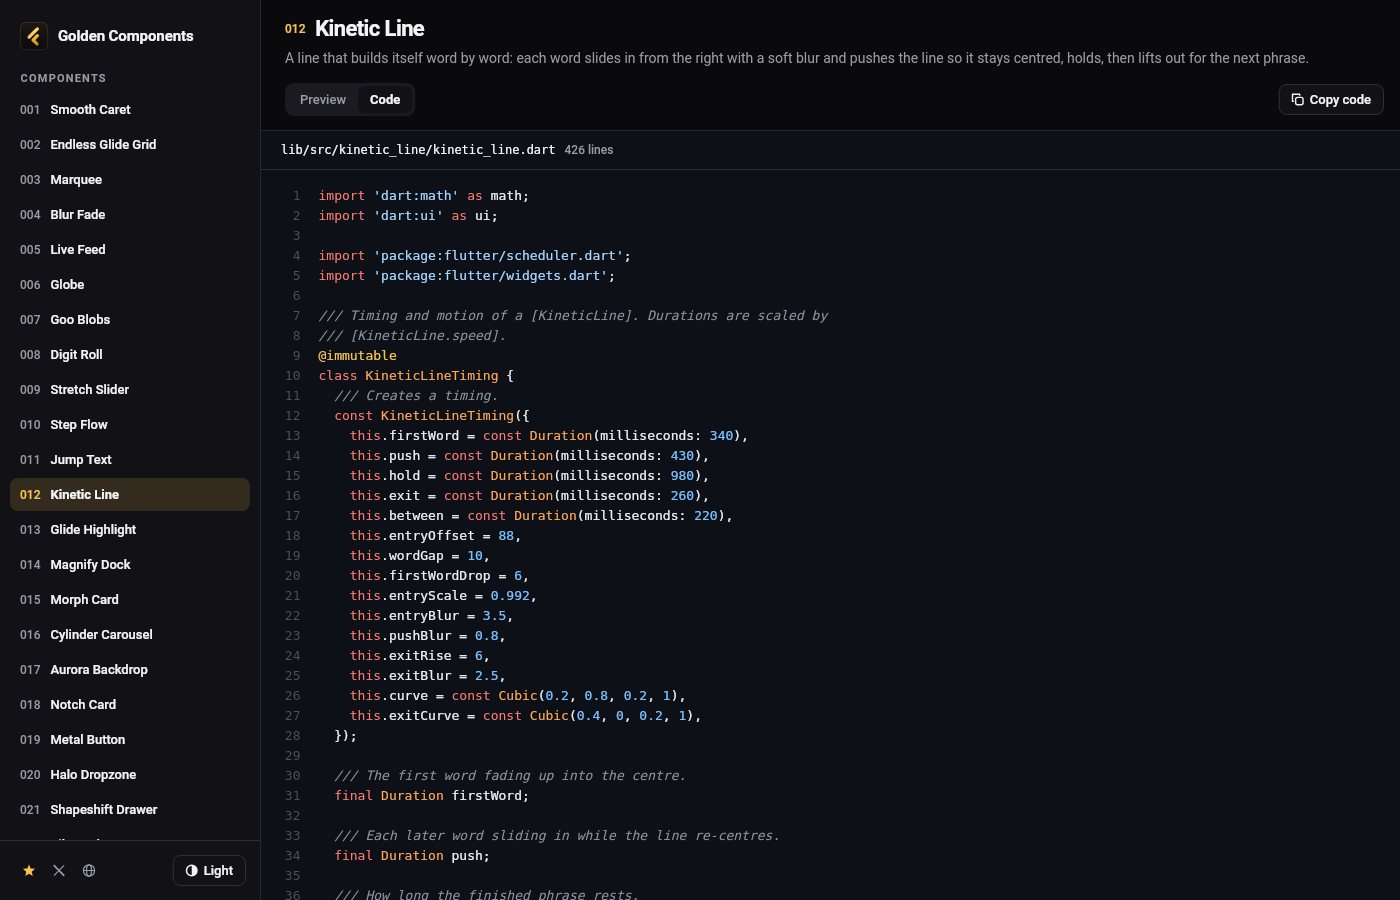 Golden Components
COMPONENTS
001 Smooth Caret
002 Endless Glide Grid
003 Marquee
004 Blur Fade
005 Live Feed
006 Globe
007 Goo Blobs
008 Digit Roll
009 Stretch Slider
010 Step Flow
011 Jump Text
012 Kinetic Line
013 Glide Highlight
014 Magnify Dock
015 Morph Card
016 Cylinder Carousel
017 Aurora Backdrop
018 Notch Card
019 Metal Button
020 Halo Dropzone
021 Shapeshift Drawer
Light
012 Kinetic Line
A line that builds itself word by word: each word slides in from the right with a soft blur and pushes the line so it stays centred, holds, then lifts out for the next phrase.
Preview Code
Copy code
lib/src/kinetic_line/kinetic_line.dart 426 lines
1 import 'dart:math' as math;
2 import 'dart:ui' as ui;
3
4 import 'package:flutter/scheduler.dart';
5 import 'package:flutter/widgets.dart';
6
7 /// Timing and motion of a [KineticLine]. Durations are scaled by
8 /// [KineticLine.speed].
9 @immutable
10 class KineticLineTiming {
11 /// Creates a timing.
12 const KineticLineTiming({
13 this.firstWord = const Duration(milliseconds: 340),
14 this.push = const Duration(milliseconds: 430),
15 this.hold = const Duration(milliseconds: 980),
16 this.exit = const Duration(milliseconds: 260),
17 this.between = const Duration(milliseconds: 220),
18 this.entryOffset = 88,
19 this.wordGap = 10,
20 this.firstWordDrop = 6,
21 this.entryScale = 0.992,
22 this.entryBlur = 3.5,
23 this.pushBlur = 0.8,
24 this.exitRise = 6,
25 this.exitBlur = 2.5,
26 this.curve = const Cubic(0.2, 0.8, 0.2, 1),
27 this.exitCurve = const Cubic(0.4, 0, 0.2, 1),
28 });
29
30 /// The first word fading up into the centre.
31 final Duration firstWord;
32
33 /// Each later word sliding in while the line re-centres.
34 final Duration push;
35
36 /// How long the finished phrase rests.